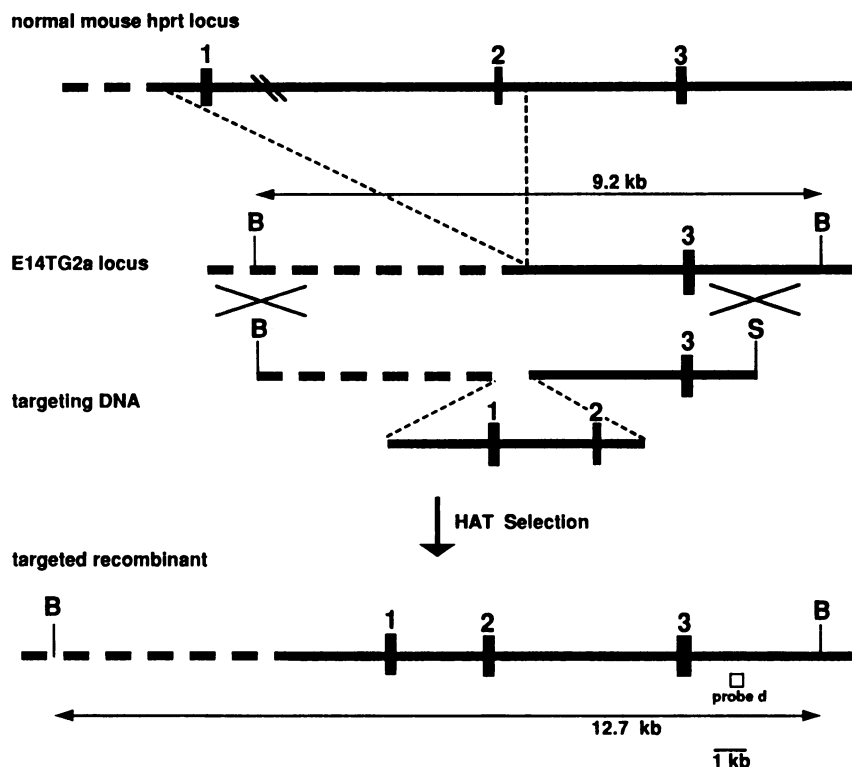 normal mouse hprt locus
1 2 3
9.2 kb
B B
E14TG2a locus
3
B S
3
targeting DNA
1 2
HAT Selection
targeted recombinant
B B
1 2 3
probe d
12.7 kb
1 kb